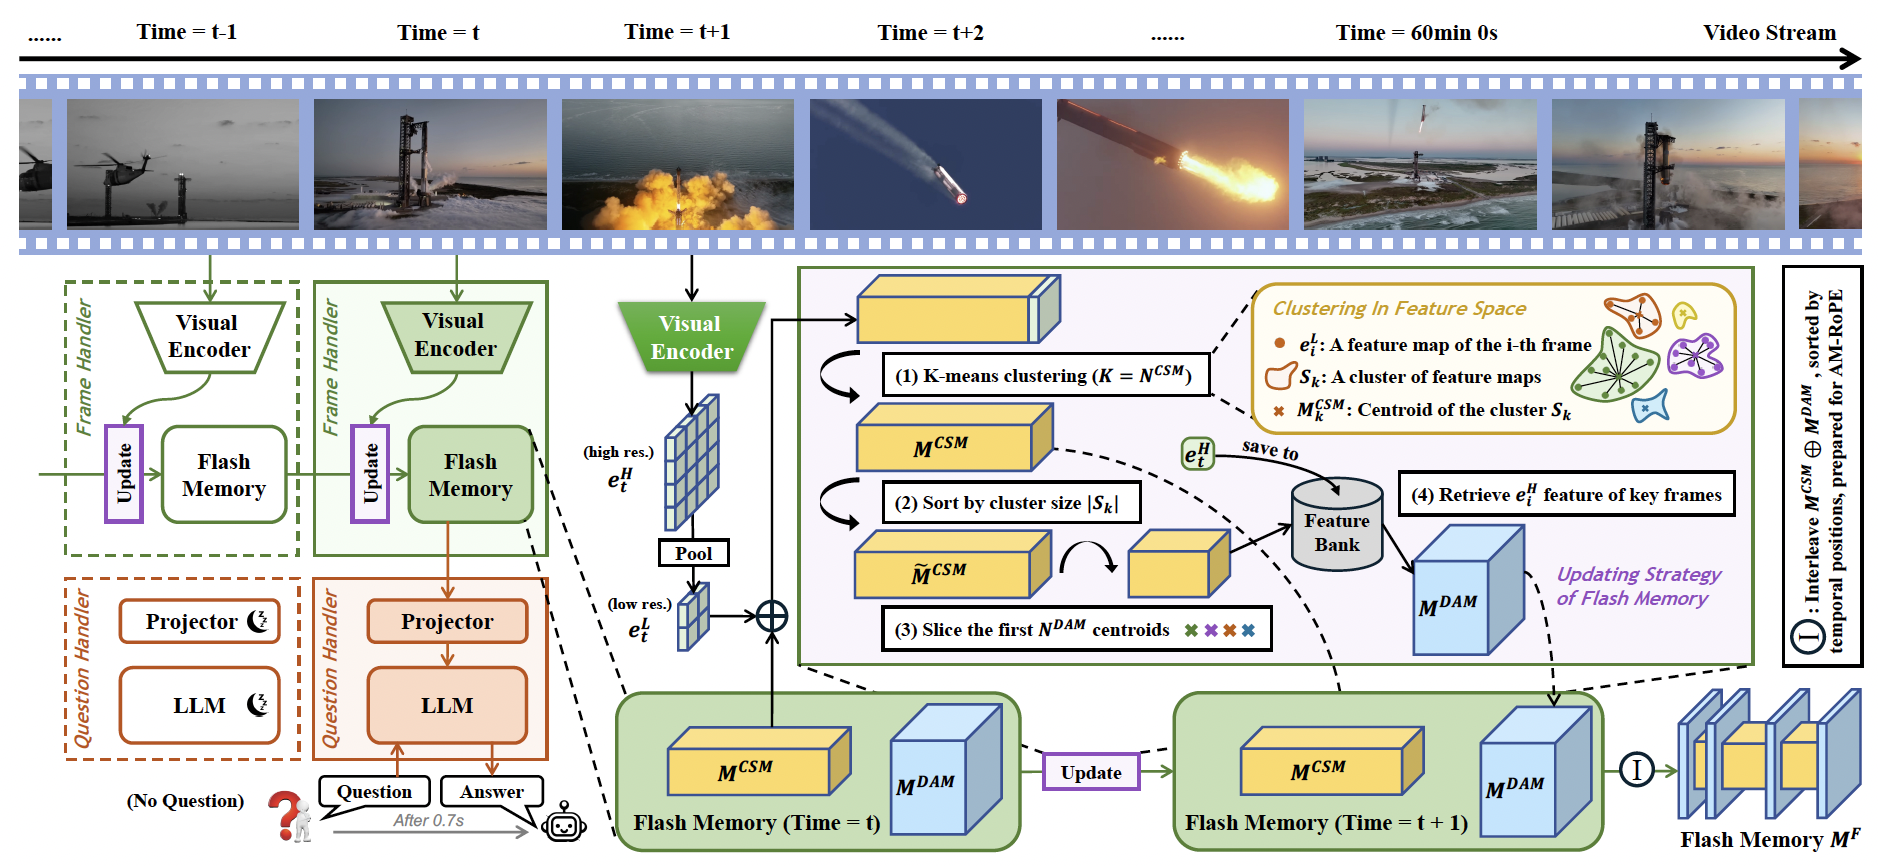 ...... Time = t-1 Time = t Time = t+1 Time = t+2 ...... Time = 60min 0s Video Stream
Frame Handler
Visual
Encoder
Update
Flash
Memory
Frame Handler
Visual
Encoder
Update
Flash
Memory
Question Handler
Projector
LLM
Question Handler
Projector
LLM
(No Question)
Question
Answer
After 0.7s
Visual
Encoder
(high res.)
e_t^H
Pool
(low res.)
e_t^L
(1) K-means clustering (K = N^CSM)
M^CSM
(2) Sort by cluster size |S_k|
M̃^CSM
(3) Slice the first N^DAM centroids
Clustering In Feature Space
e_i^L: A feature map of the i-th frame
S_k: A cluster of feature maps
M_k^CSM: Centroid of the cluster S_k
e_t^H
save to
Feature
Bank
(4) Retrieve e_i^H feature of key frames
M^DAM
Updating Strategy
of Flash Memory
I : Interleave M^CSM ⊕ M^DAM, sorted by
temporal positions, prepared for AM-RoPE
M^CSM
M^DAM
Flash Memory (Time = t)
Update
M^CSM
M^DAM
Flash Memory (Time = t + 1)
I
Flash Memory M^F